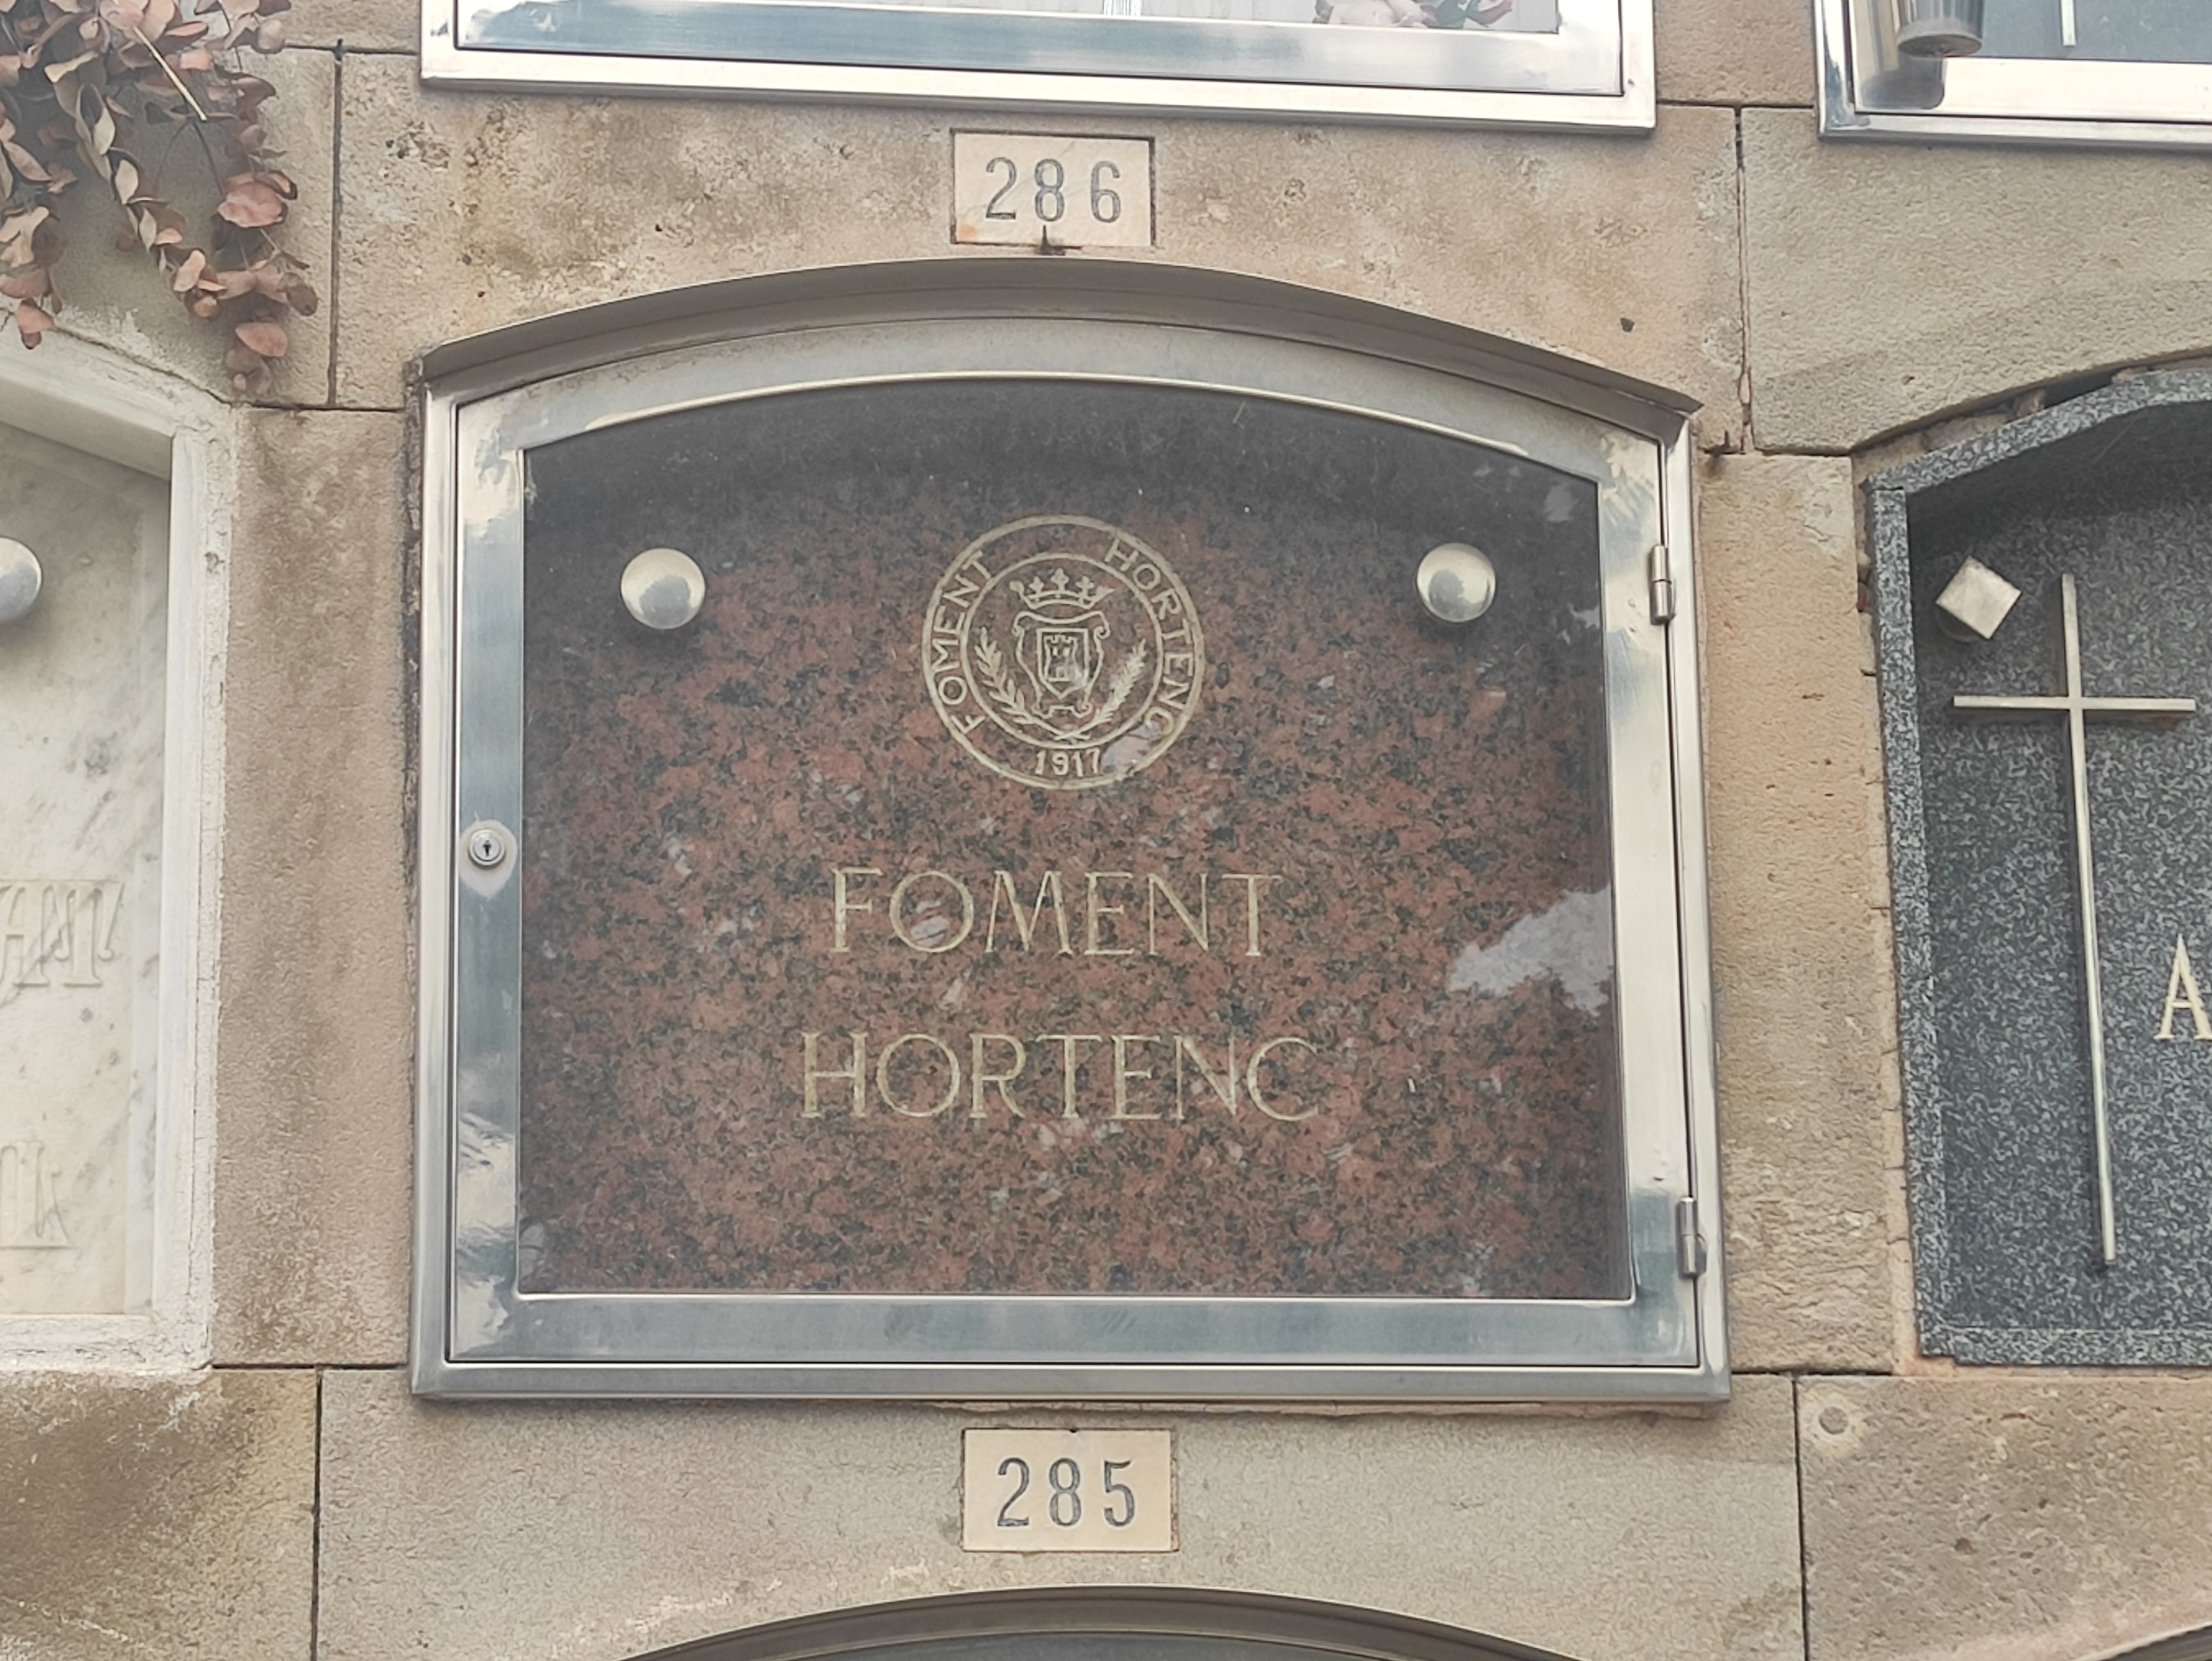 286
FOMENT HORTENC
1917
FOMENT
HORTENC
285
A